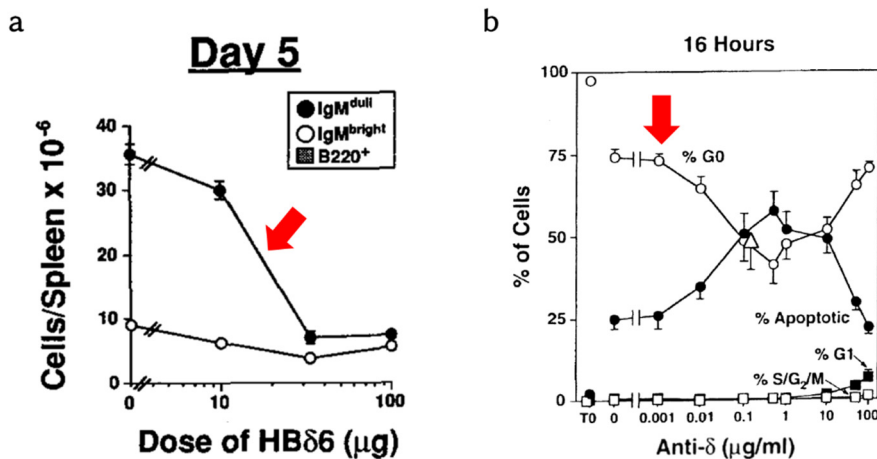 a
Day 5
IgMdull
IgMbright
B220+
Cells/Spleen x 10-6
40
30
20
10
0
0 10 100
Dose of HBδ6 (µg)
b
16 Hours
% of Cells
100
75
50
25
0
% G0
% Apoptotic
% G1
% S/G2/M
T0 0 0.001 0.01 0.1 1 10 100
Anti-δ (µg/ml)